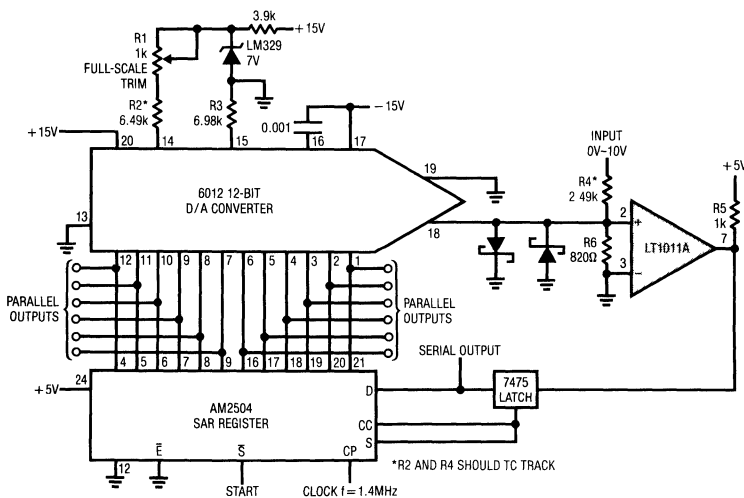 3.9k
+15V
R1
1k
FULL-SCALE
TRIM
LM329
7V
R2*
6.49k
R3
6.98k
0.001
-15V
+15V
20
14
15
16
17
INPUT
0V~10V
+5V
19
R4*
2 49k
R5
1k
6012 12-BIT
D/A CONVERTER
13
18
2
+
7
LT1011A
R6
820Ω
3
-
12 11 10 9 8 7 6 5 4 3 2 1
PARALLEL
OUTPUTS
PARALLEL
OUTPUTS
SERIAL OUTPUT
4 5 6 7 8 9 16 17 18 19 20 21
24
+5V
D
7475
LATCH
AM2504
SAR REGISTER
CC
S
12
E
S
CP
*R2 AND R4 SHOULD TC TRACK
START
CLOCK f = 1.4MHz